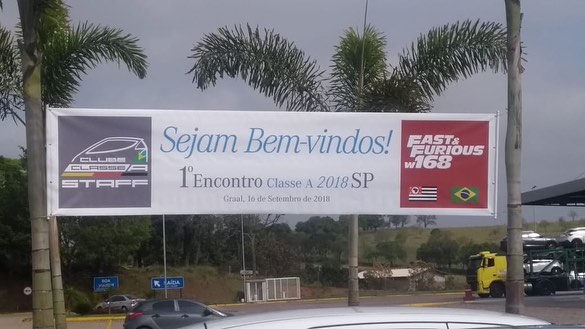 CLUBE
CLASSE A
STAFF
Sejam Bem-vindos!
1º Encontro Classe A 2018 SP
Graal, 16 de Setembro de 2018
FAST &
FURIOUS
W168
SAÍDA